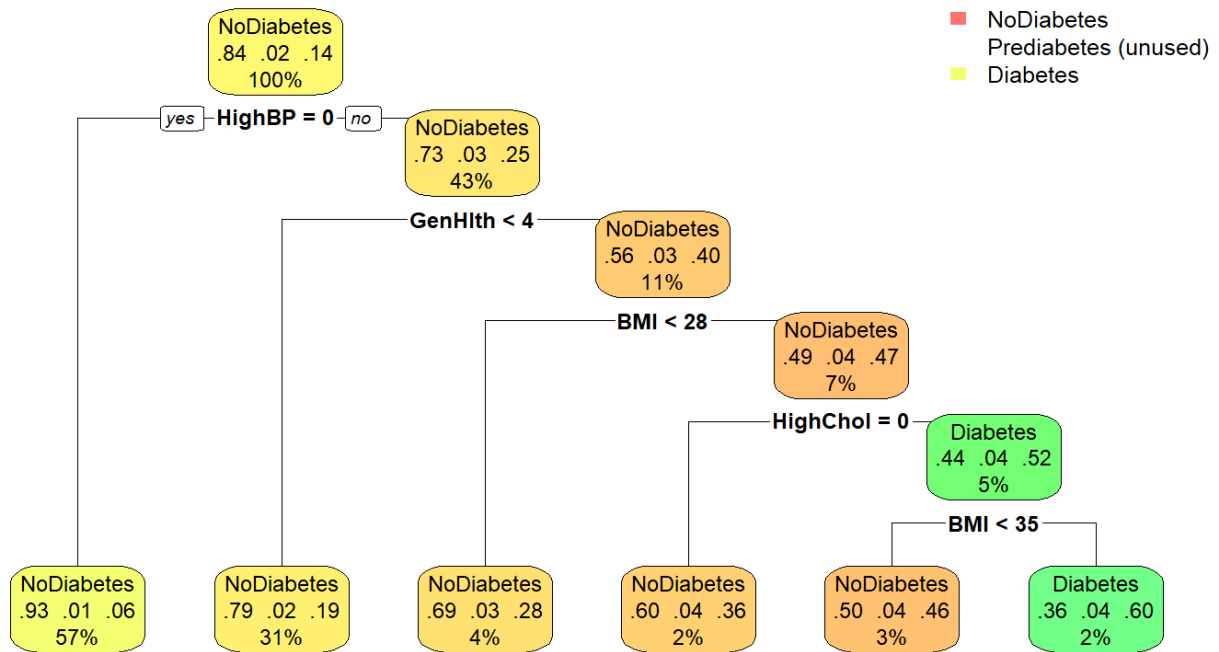 NoDiabetes
.84 .02 .14
100%
NoDiabetes
Prediabetes (unused)
Diabetes
yes HighBP = 0 no
NoDiabetes
.73 .03 .25
43%
GenHlth < 4
NoDiabetes
.56 .03 .40
11%
BMI < 28
NoDiabetes
.49 .04 .47
7%
HighChol = 0
Diabetes
.44 .04 .52
5%
BMI < 35
NoDiabetes
.93 .01 .06
57%
NoDiabetes
.79 .02 .19
31%
NoDiabetes
.69 .03 .28
4%
NoDiabetes
.60 .04 .36
2%
NoDiabetes
.50 .04 .46
3%
Diabetes
.36 .04 .60
2%